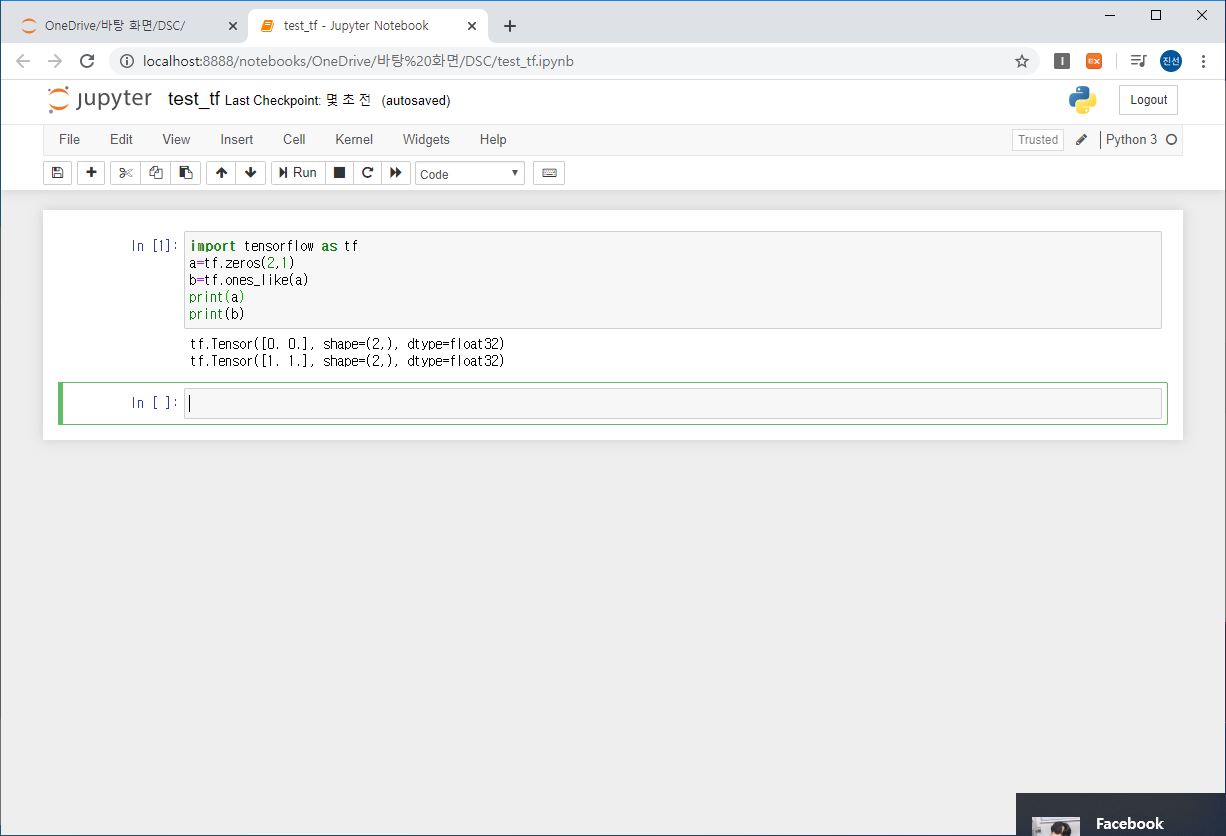 OneDrive/바탕 화면/DSC/
test_tf - Jupyter Notebook
localhost:8888/notebooks/OneDrive/바탕%20화면/DSC/test_tf.ipynb
I
EX
진선
jupyter test_tf Last Checkpoint: 몇 초 전 (autosaved)
Logout
File Edit View Insert Cell Kernel Widgets Help
Trusted
Python 3
Run
Code
In [1]:
import tensorflow as tf
a=tf.zeros(2,1)
b=tf.ones_like(a)
print(a)
print(b)
tf.Tensor([0. 0.], shape=(2,), dtype=float32)
tf.Tensor([1. 1.], shape=(2,), dtype=float32)
In [ ]:
Facebook